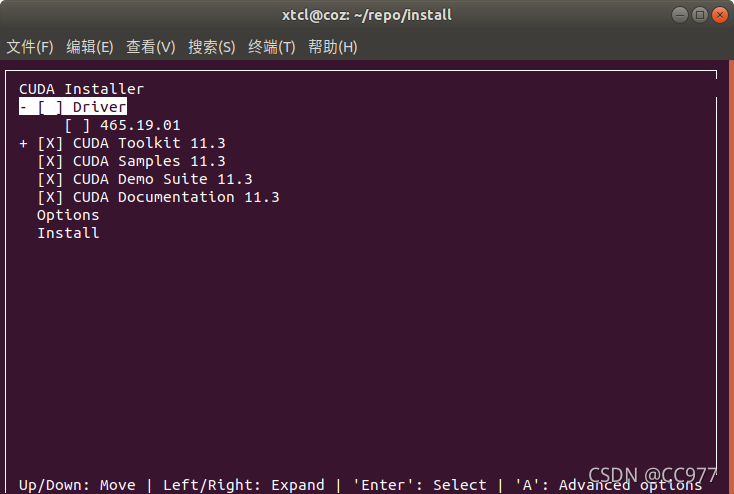 xtcl@coz: ~/repo/install
文件(F) 编辑(E) 查看(V) 搜索(S) 终端(T) 帮助(H)
CUDA Installer
- [ ] Driver
[ ] 465.19.01
+ [X] CUDA Toolkit 11.3
[X] CUDA Samples 11.3
[X] CUDA Demo Suite 11.3
[X] CUDA Documentation 11.3
Options
Install
Up/Down: Move | Left/Right: Expand | 'Enter': Select | 'A': Advanced options
CSDN @CC977